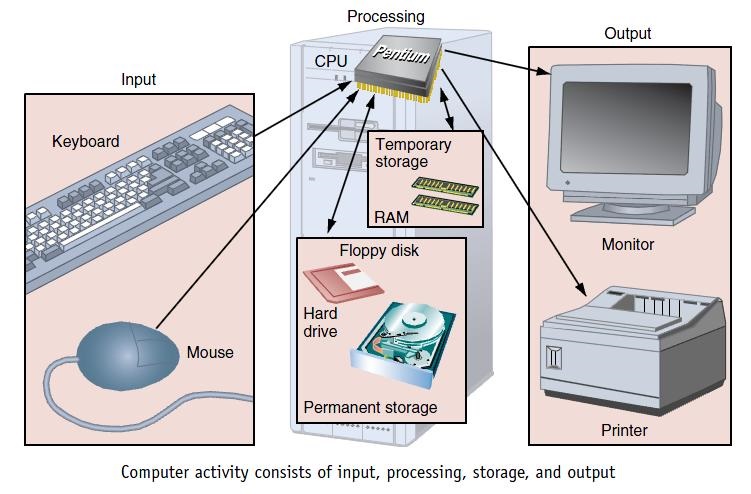 Processing
Output
Input
CPU
Pentium
Keyboard
Temporary
storage
RAM
Floppy disk
Hard
drive
Permanent storage
Mouse
Monitor
Printer
Computer activity consists of input, processing, storage, and output